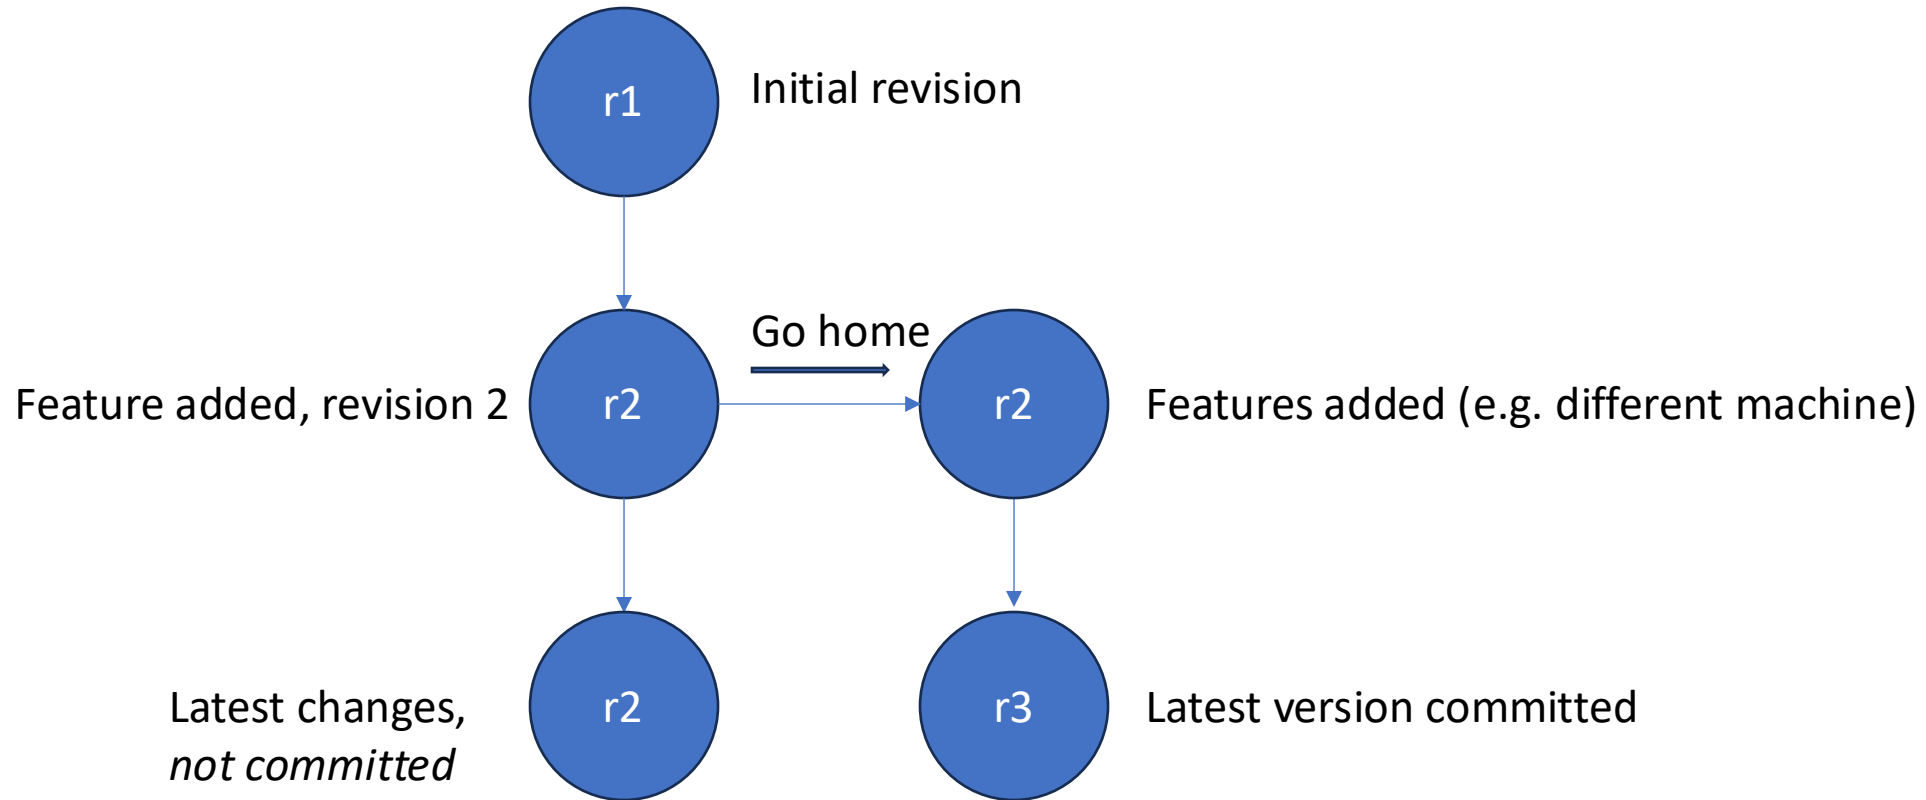 r1
Initial revision
Go home
Feature added, revision 2
r2
r2
Features added (e.g. different machine)
Latest changes,
not committed
r2
r3
Latest version committed